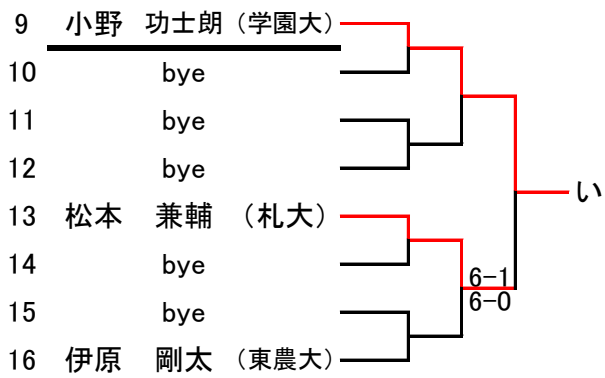 9 小野 功士朗 (学園大)
10 bye
11 bye
12 bye
い
13 松本 兼輔 (札大)
14 bye
6-1
6-0
15 bye
16 伊原 剛太 (東農大)